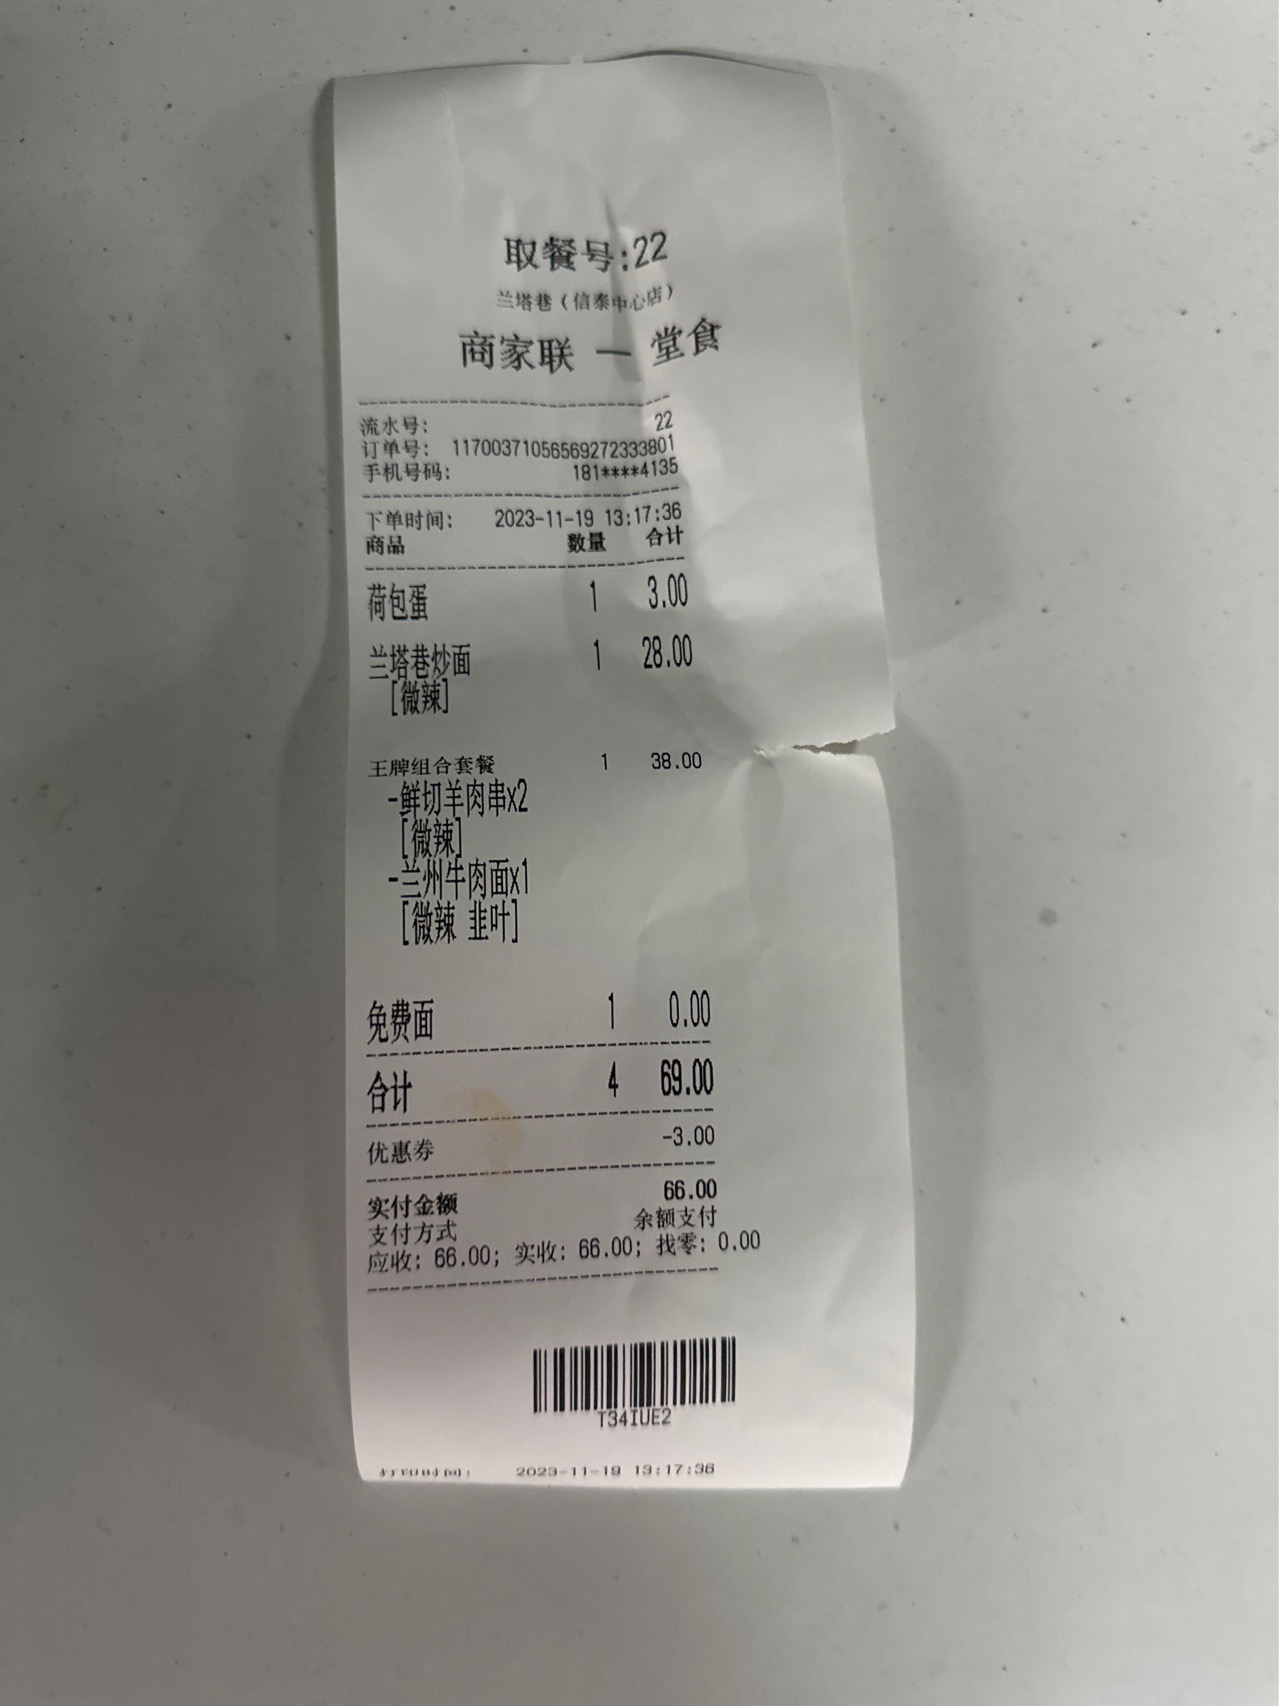 取餐号:22
兰塔巷（信泰中心店）
商家联 — 堂食
流水号: 22
订单号: 11700371056569272333801
手机号码: 181****4135
下单时间: 2023-11-19 13:17:36
商品 数量 合计
荷包蛋 1 3.00
兰塔巷炒面 1 28.00
[微辣]
王牌组合套餐 1 38.00
-鲜切羊肉串x2
[微辣]
-兰州牛肉面x1
[微辣 韭叶]
免费面 1 0.00
合计 4 69.00
优惠券 -3.00
实付金额 66.00
支付方式 余额支付
应收: 66.00; 实收: 66.00; 找零: 0.00
T34IUE2
打印时间: 2023-11-19 13:17:36